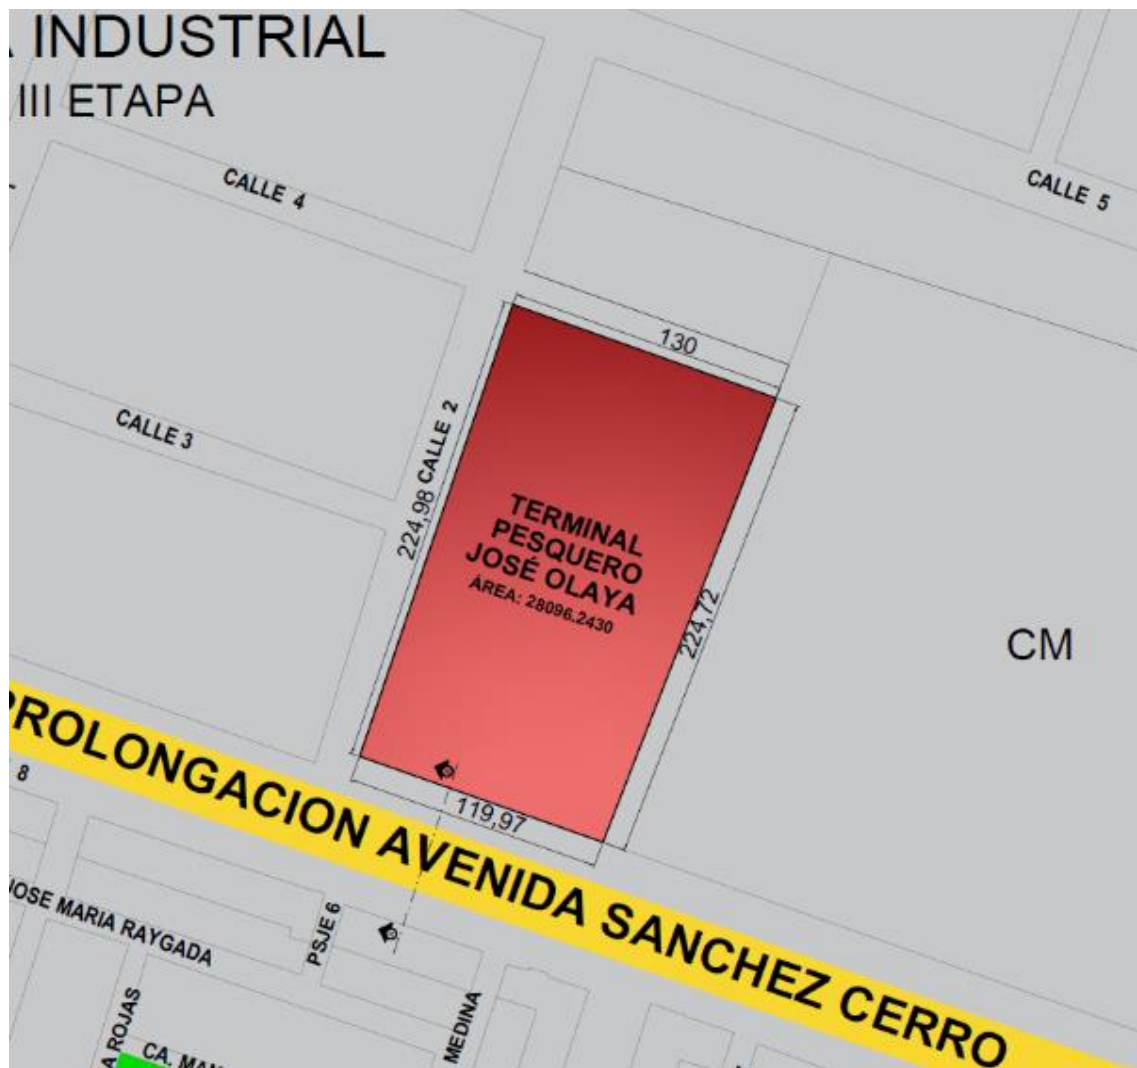 INDUSTRIAL
III ETAPA
CALLE 4
CALLE 5
130
CALLE 3
CALLE 2
224,98
TERMINAL
PESQUERO
JOSÉ OLAYA
ÁREA: 28096.2430
224,72
CM
PROLONGACION AVENIDA SANCHEZ CERRO
119,97
8
JOSE MARIA RAYGADA
PSJE 6
MEDINA
ROJAS
CA.